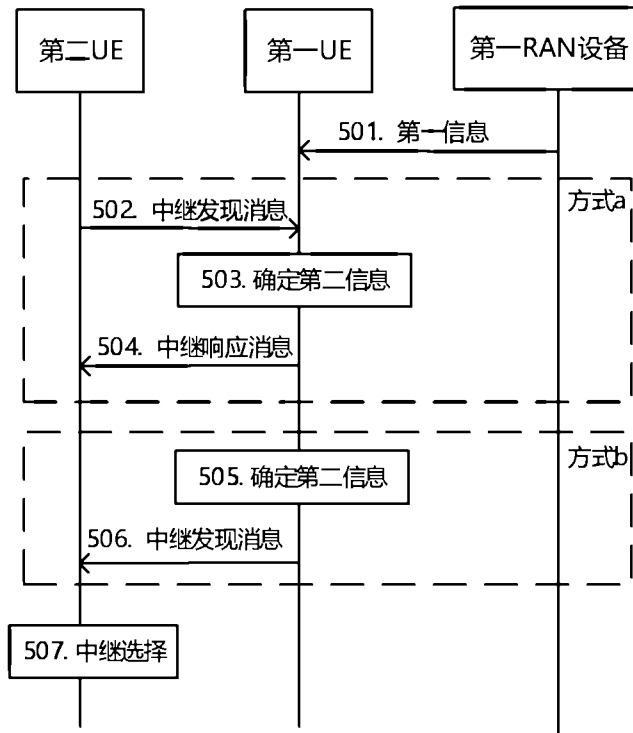 第二UE
第一UE
第一RAN设备
501. 第一信息
方式a
502. 中继发现消息
503. 确定第二信息
504. 中继响应消息
方式b
505. 确定第二信息
506. 中继发现消息
507. 中继选择